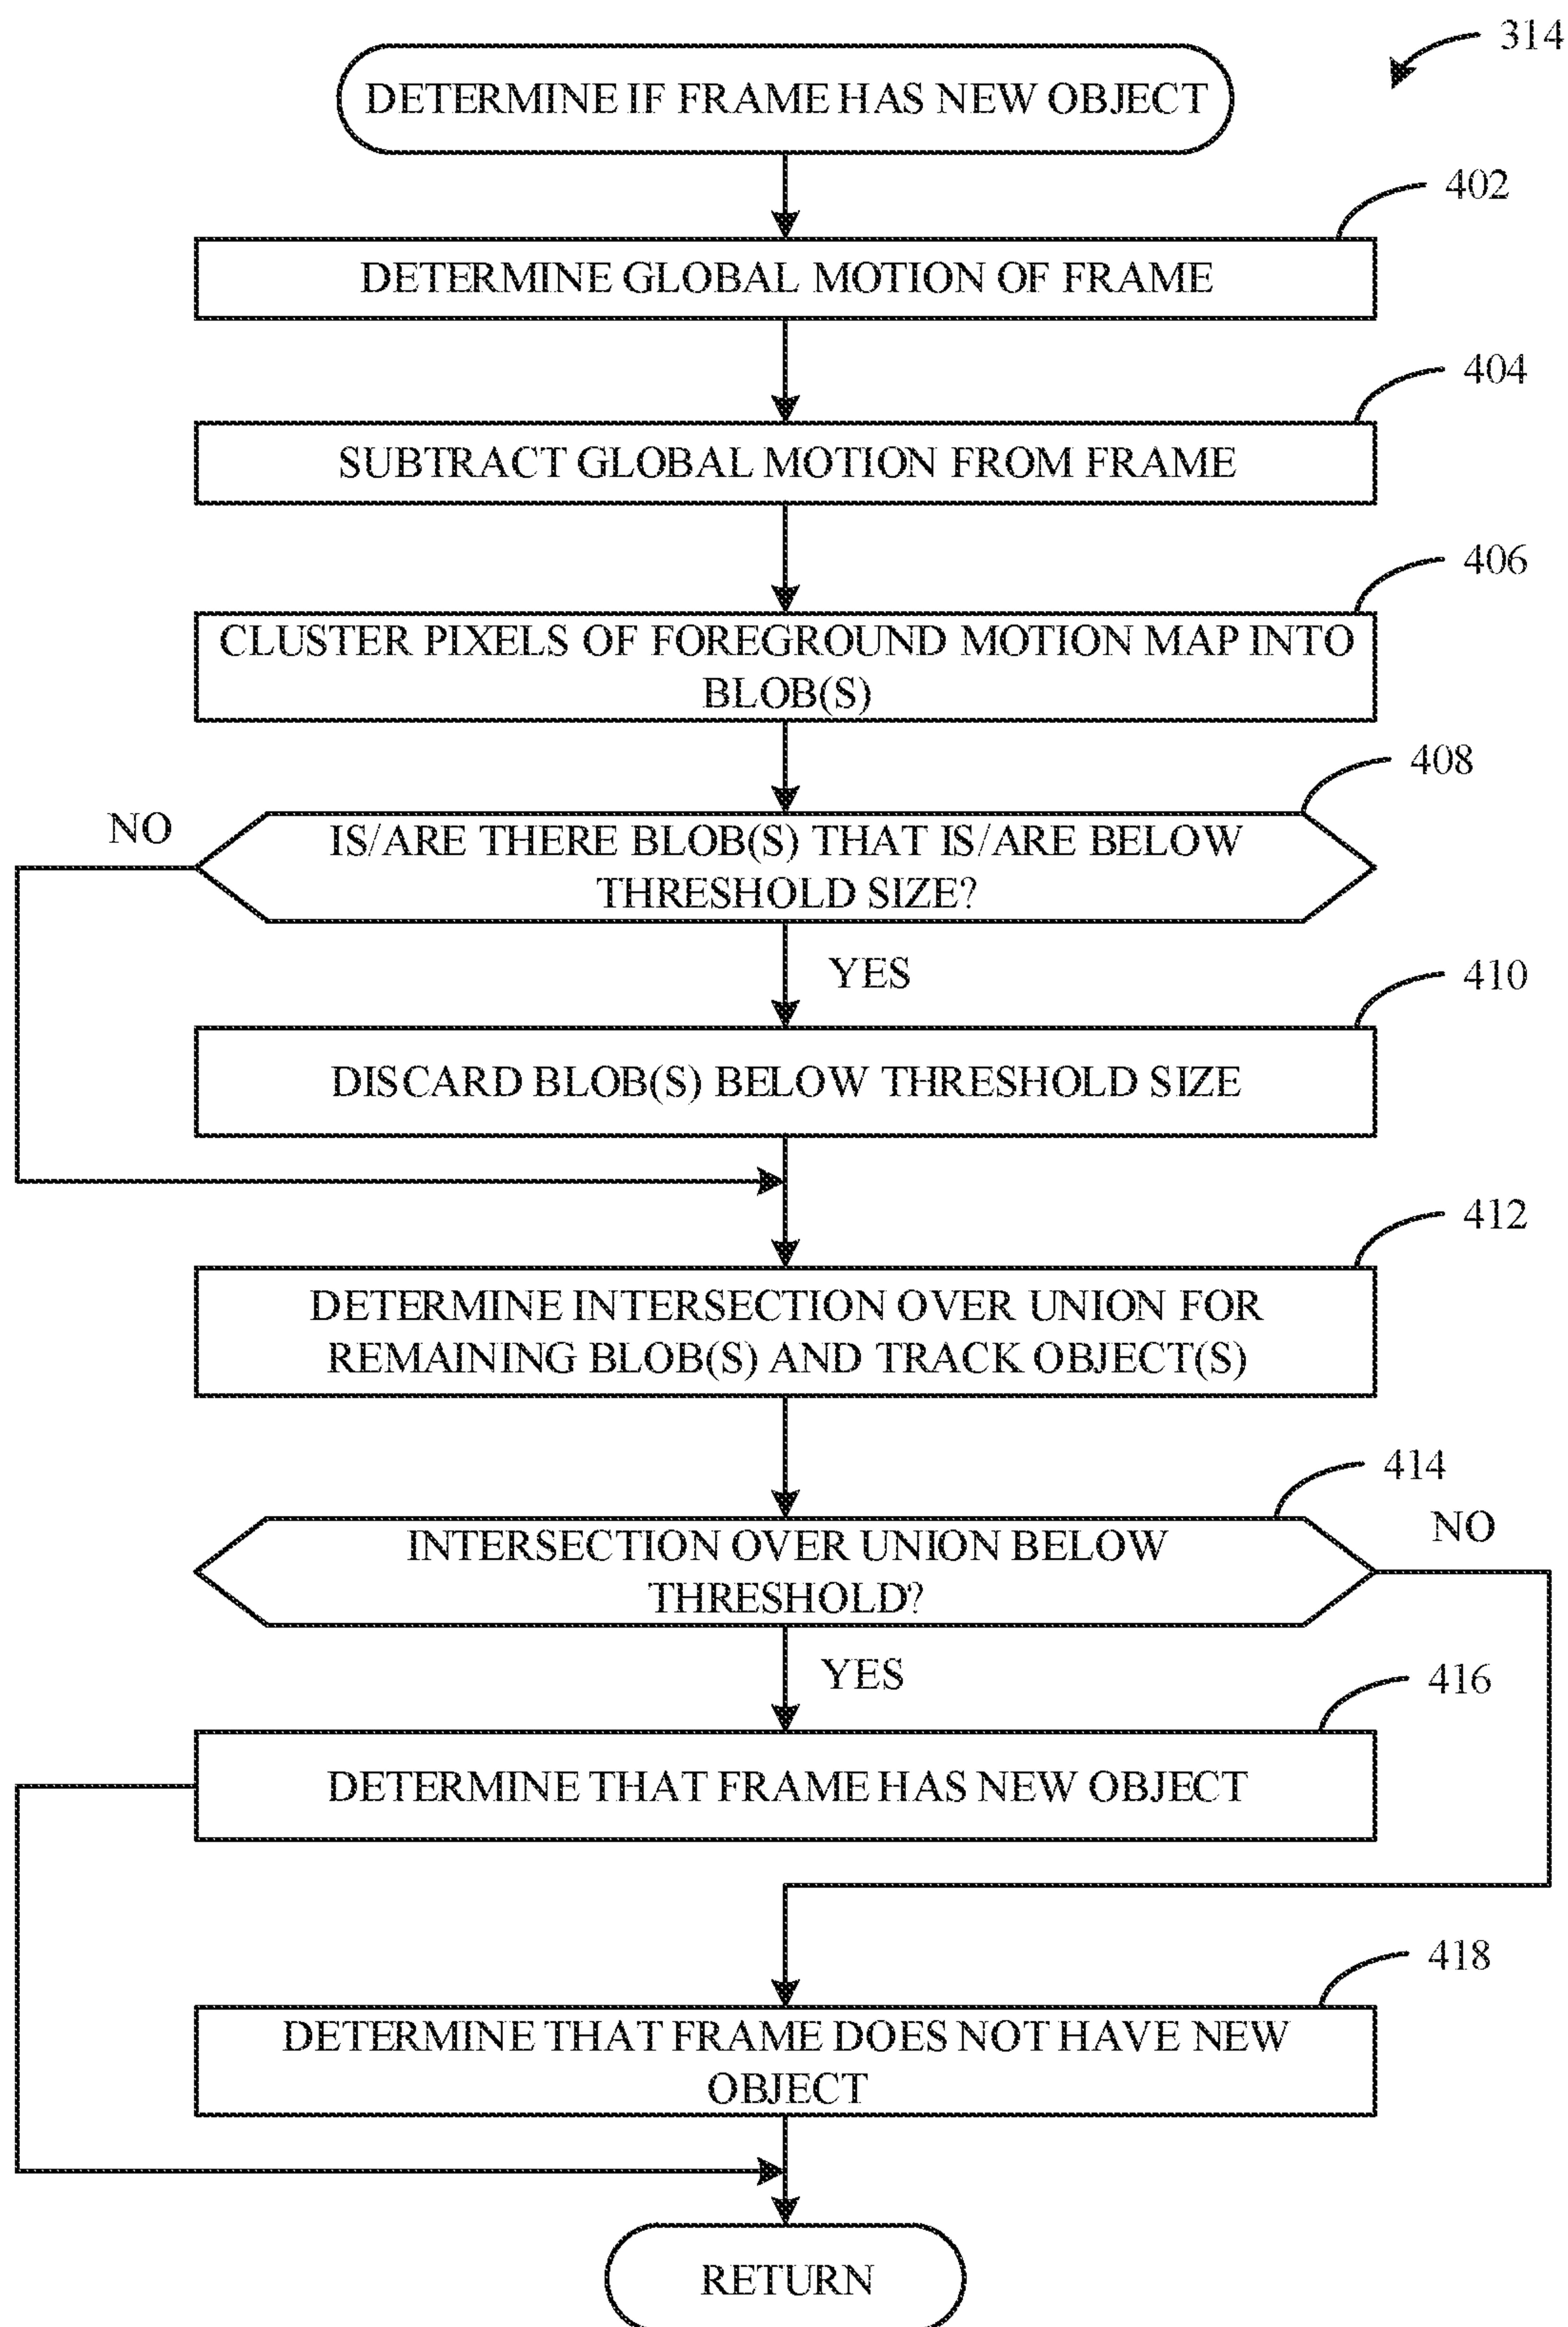 314
DETERMINE IF FRAME HAS NEW OBJECT
402
DETERMINE GLOBAL MOTION OF FRAME
404
SUBTRACT GLOBAL MOTION FROM FRAME
406
CLUSTER PIXELS OF FOREGROUND MOTION MAP INTO
BLOB(S)
408
NO
IS/ARE THERE BLOB(S) THAT IS/ARE BELOW
THRESHOLD SIZE?
YES
410
DISCARD BLOB(S) BELOW THRESHOLD SIZE
412
DETERMINE INTERSECTION OVER UNION FOR
REMAINING BLOB(S) AND TRACK OBJECT(S)
414
NO
INTERSECTION OVER UNION BELOW
THRESHOLD?
YES
416
DETERMINE THAT FRAME HAS NEW OBJECT
418
DETERMINE THAT FRAME DOES NOT HAVE NEW
OBJECT
RETURN